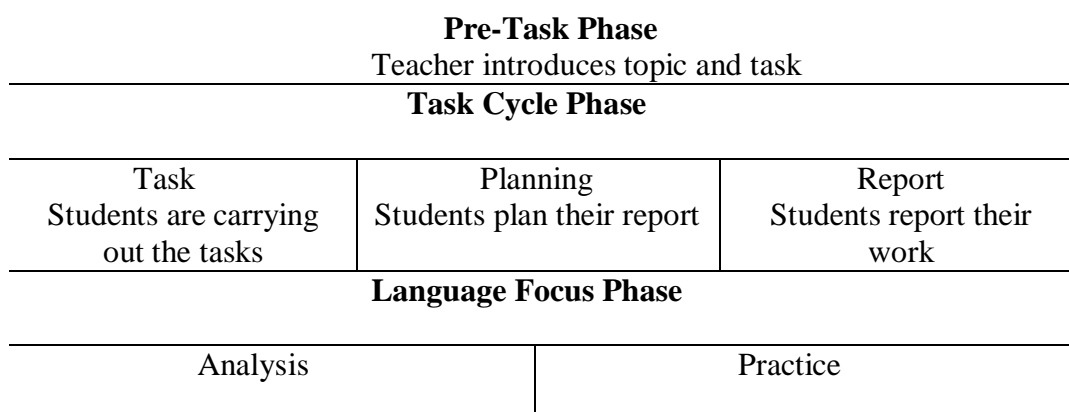 Pre-Task Phase
Teacher introduces topic and task
Task Cycle Phase
Task
Students are carrying
out the tasks
Planning
Students plan their report
Report
Students report their
work
Language Focus Phase
Analysis
Practice